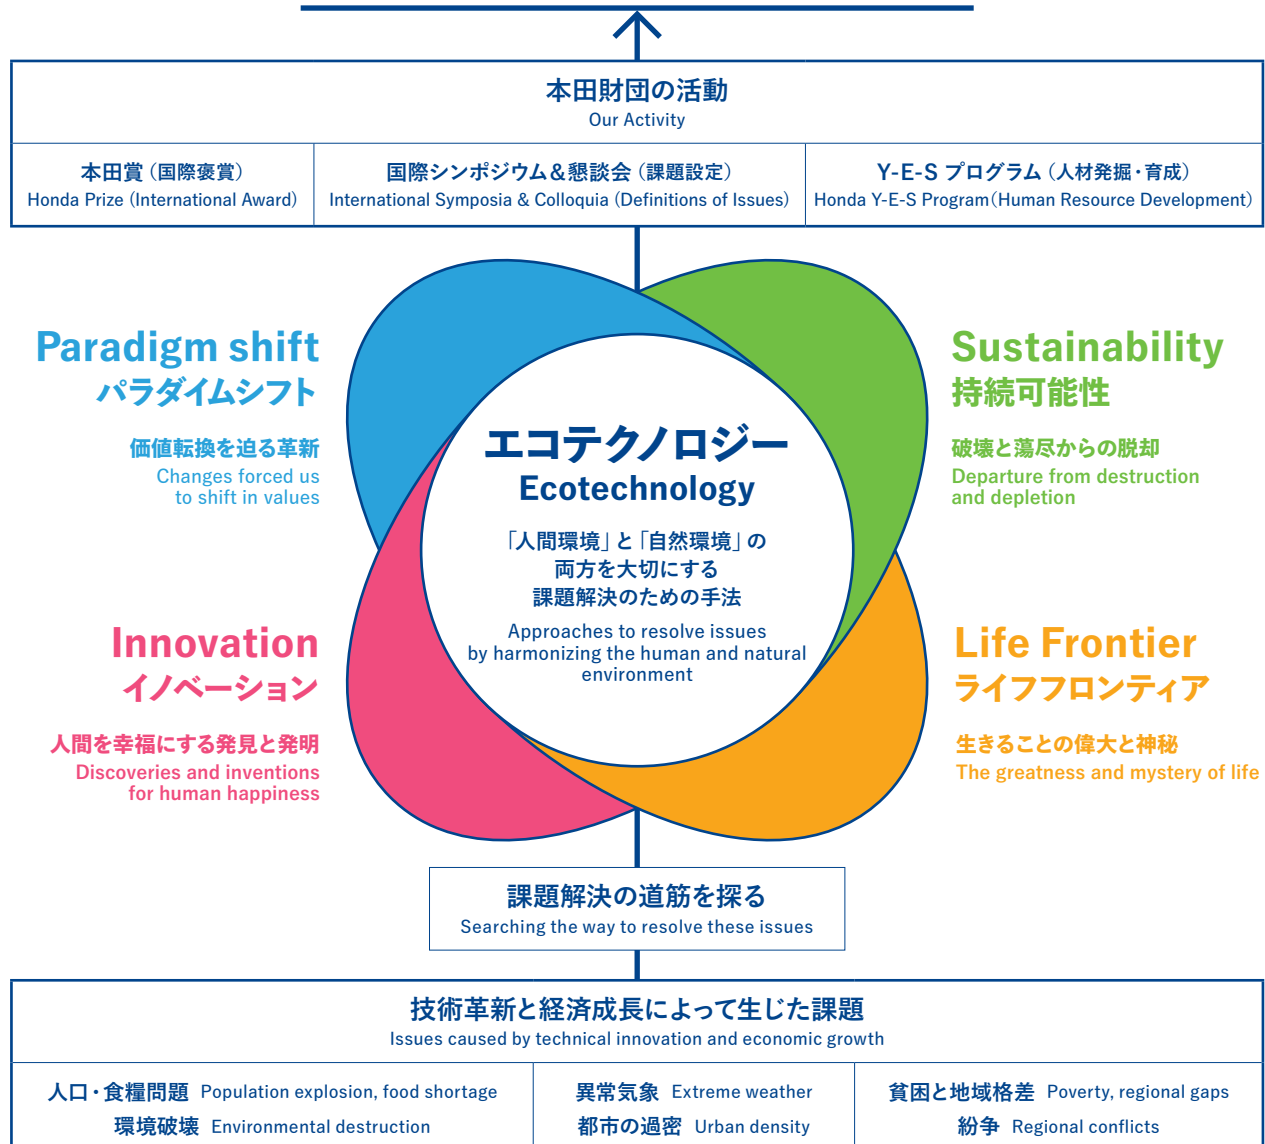 本田財団の活動
Our Activity
本田賞（国際褒賞）
Honda Prize (International Award)
国際シンポジウム＆懇談会（課題設定）
International Symposia & Colloquia (Definitions of Issues)
Y-E-S プログラム（人材発掘・育成）
Honda Y-E-S Program（Human Resource Development）
Paradigm shift
パラダイムシフト
価値転換を迫る革新
Changes forced us
to shift in values
Sustainability
持続可能性
破壊と蕩尽からの脱却
Departure from destruction
and depletion
エコテクノロジー
Ecotechnology
「人間環境」と「自然環境」の
両方を大切にする
課題解決のための手法
Approaches to resolve issues
by harmonizing the human and natural
environment
Innovation
イノベーション
人間を幸福にする発見と発明
Discoveries and inventions
for human happiness
Life Frontier
ライフフロンティア
生きることの偉大と神秘
The greatness and mystery of life
課題解決の道筋を探る
Searching the way to resolve these issues
技術革新と経済成長によって生じた課題
Issues caused by technical innovation and economic growth
人口・食糧問題 Population explosion, food shortage
環境破壊 Environmental destruction
異常気象 Extreme weather
都市の過密 Urban density
貧困と地域格差 Poverty, regional gaps
紛争 Regional conflicts